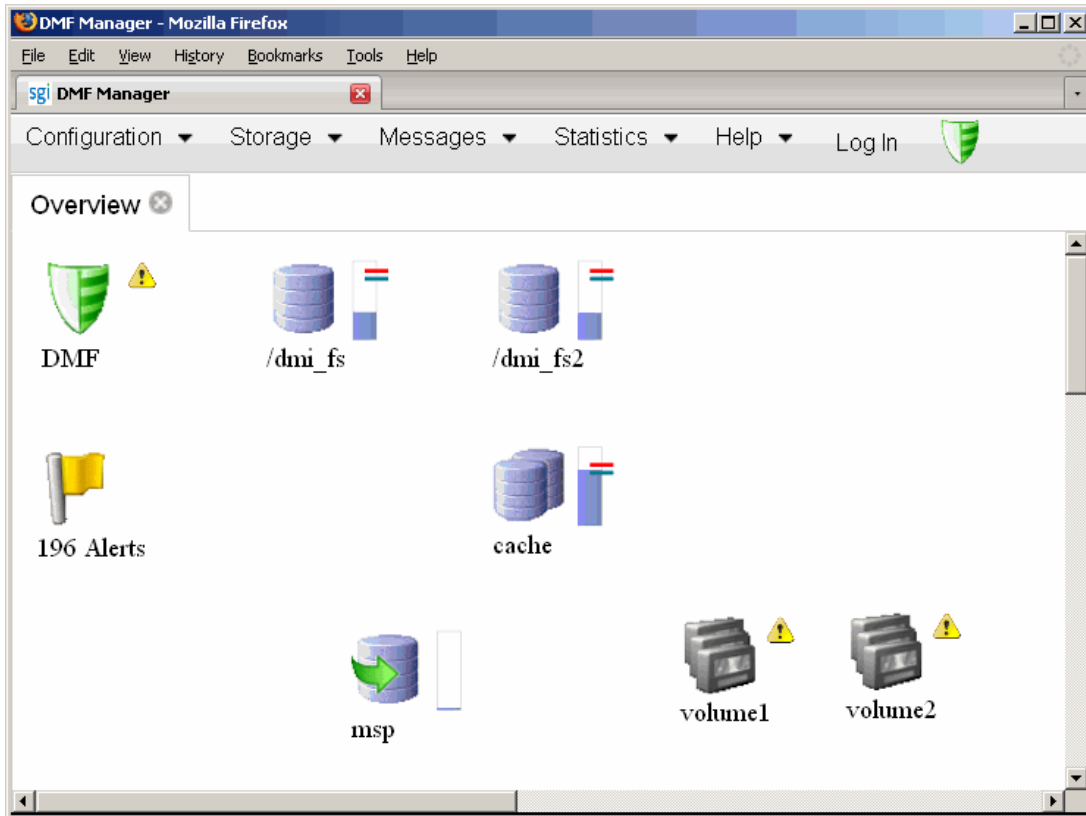 DMF Manager - Mozilla Firefox
File Edit View History Bookmarks Tools Help
sgi DMF Manager
Configuration Storage Messages Statistics Help Log In
Overview
DMF /dmi_fs /dmi_fs2
196 Alerts cache
msp volume1 volume2